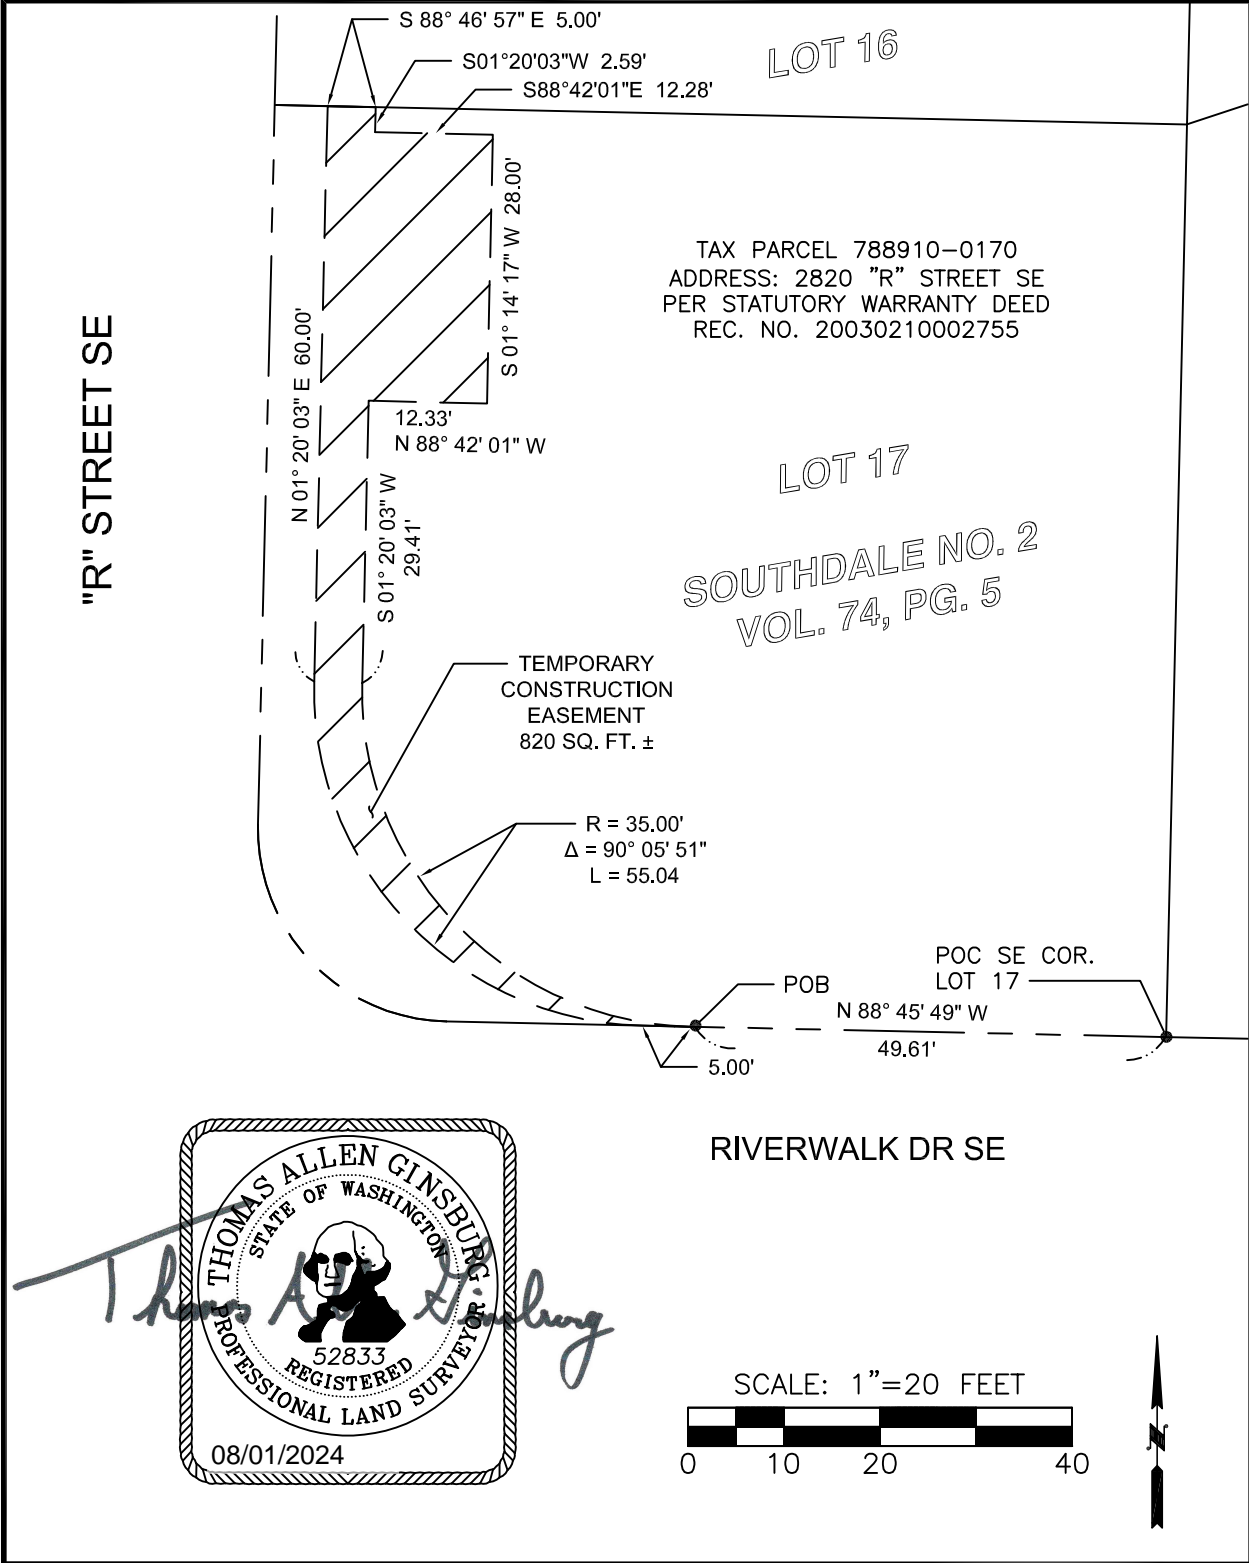 S 88° 46' 57" E 5.00'
S01°20'03"W 2.59'
S88°42'01"E 12.28'
LOT 16
S 01° 14' 17" W 28.00'
TAX PARCEL 788910-0170
ADDRESS: 2820 "R" STREET SE
PER STATUTORY WARRANTY DEED
REC. NO. 20030210002755
"R" STREET SE
N 01° 20' 03" E 60.00'
12.33'
N 88° 42' 01" W
LOT 17
S 01° 20' 03" W
29.41'
SOUTHDALE NO. 2
VOL. 74, PG. 5
TEMPORARY
CONSTRUCTION
EASEMENT
820 SQ. FT. ±
R = 35.00'
Δ = 90° 05' 51"
L = 55.04
POB
POC SE COR.
LOT 17
N 88° 45' 49" W
49.61'
5.00'
RIVERWALK DR SE
THOMAS ALLEN GINSBURG
STATE OF WASHINGTON
Thomas Allen Ginsburg
52833
REGISTERED
PROFESSIONAL LAND SURVEYOR
08/01/2024
SCALE: 1"=20 FEET
0 10 20 40
N